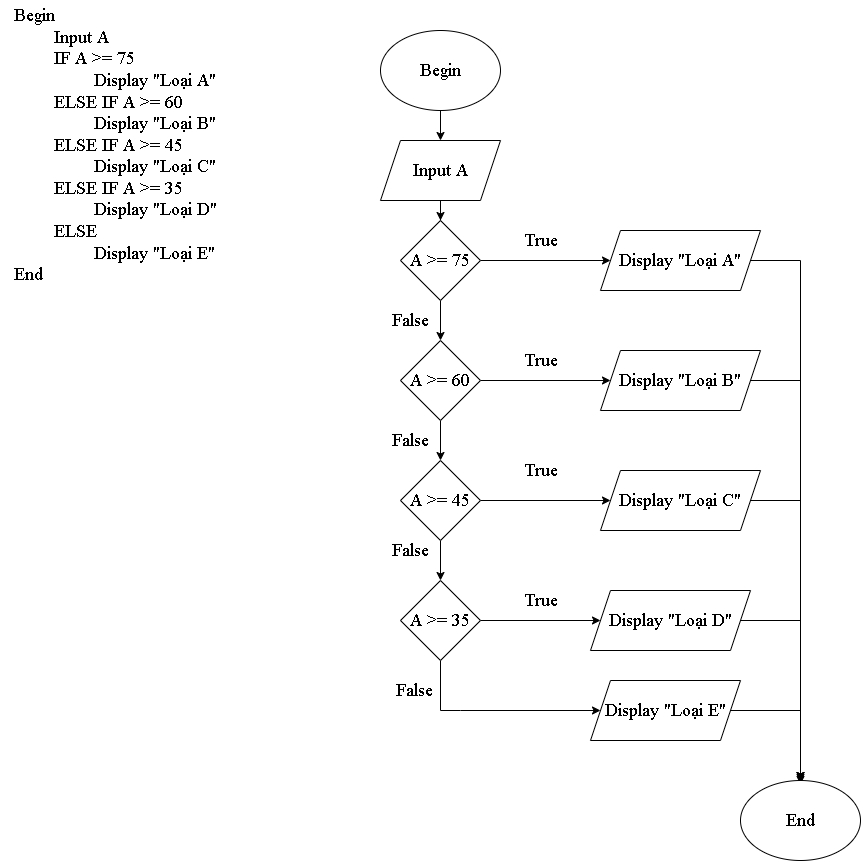 Begin
Input A
IF A >= 75
Display "Loại A"
ELSE IF A >= 60
Display "Loại B"
ELSE IF A >= 45
Display "Loại C"
ELSE IF A >= 35
Display "Loại D"
ELSE
Display "Loại E"
End
Begin
Input A
A >= 75
True
Display "Loại A"
False
A >= 60
True
Display "Loại B"
False
A >= 45
True
Display "Loại C"
False
A >= 35
True
Display "Loại D"
False
Display "Loại E"
End